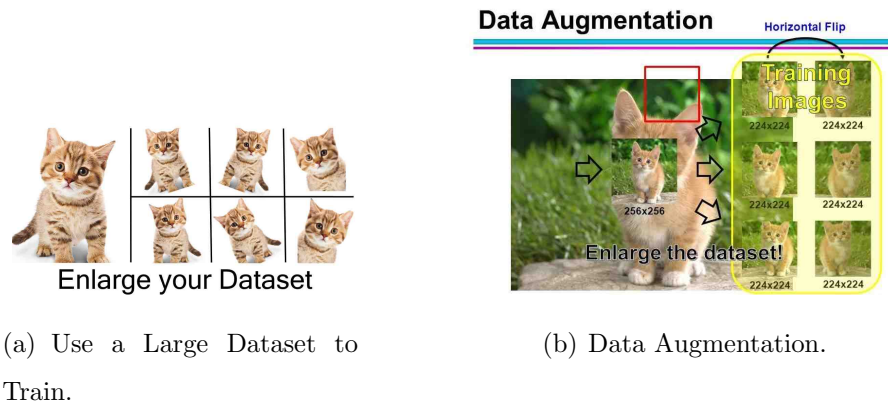 Data Augmentation
Horizontal Flip
Training
Images
224x224
224x224
256x256
224x224
224x224
Enlarge the dataset!
224x224
224x224
Enlarge your Dataset
(a) Use a Large Dataset to
Train.
(b) Data Augmentation.